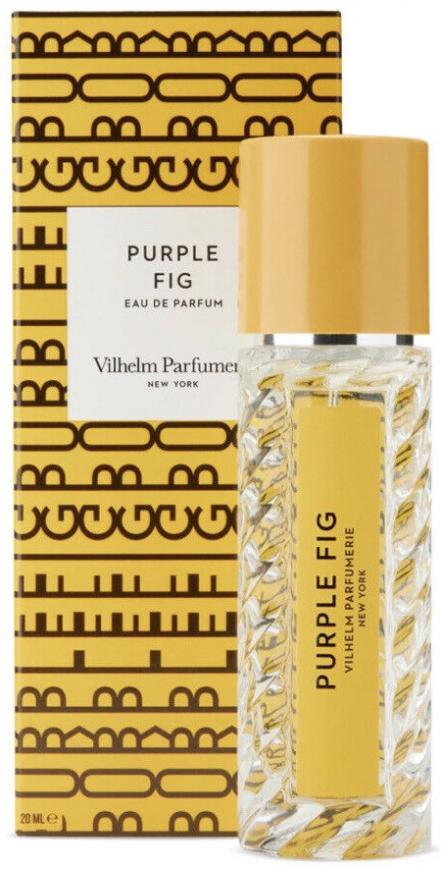 PURPLE
FIG
EAU DE PARFUM
Vilhelm Parfumer
NEW YORK
20 ML e
PURPLE FIG
VILHELM PARFUMERIE
NEW YORK